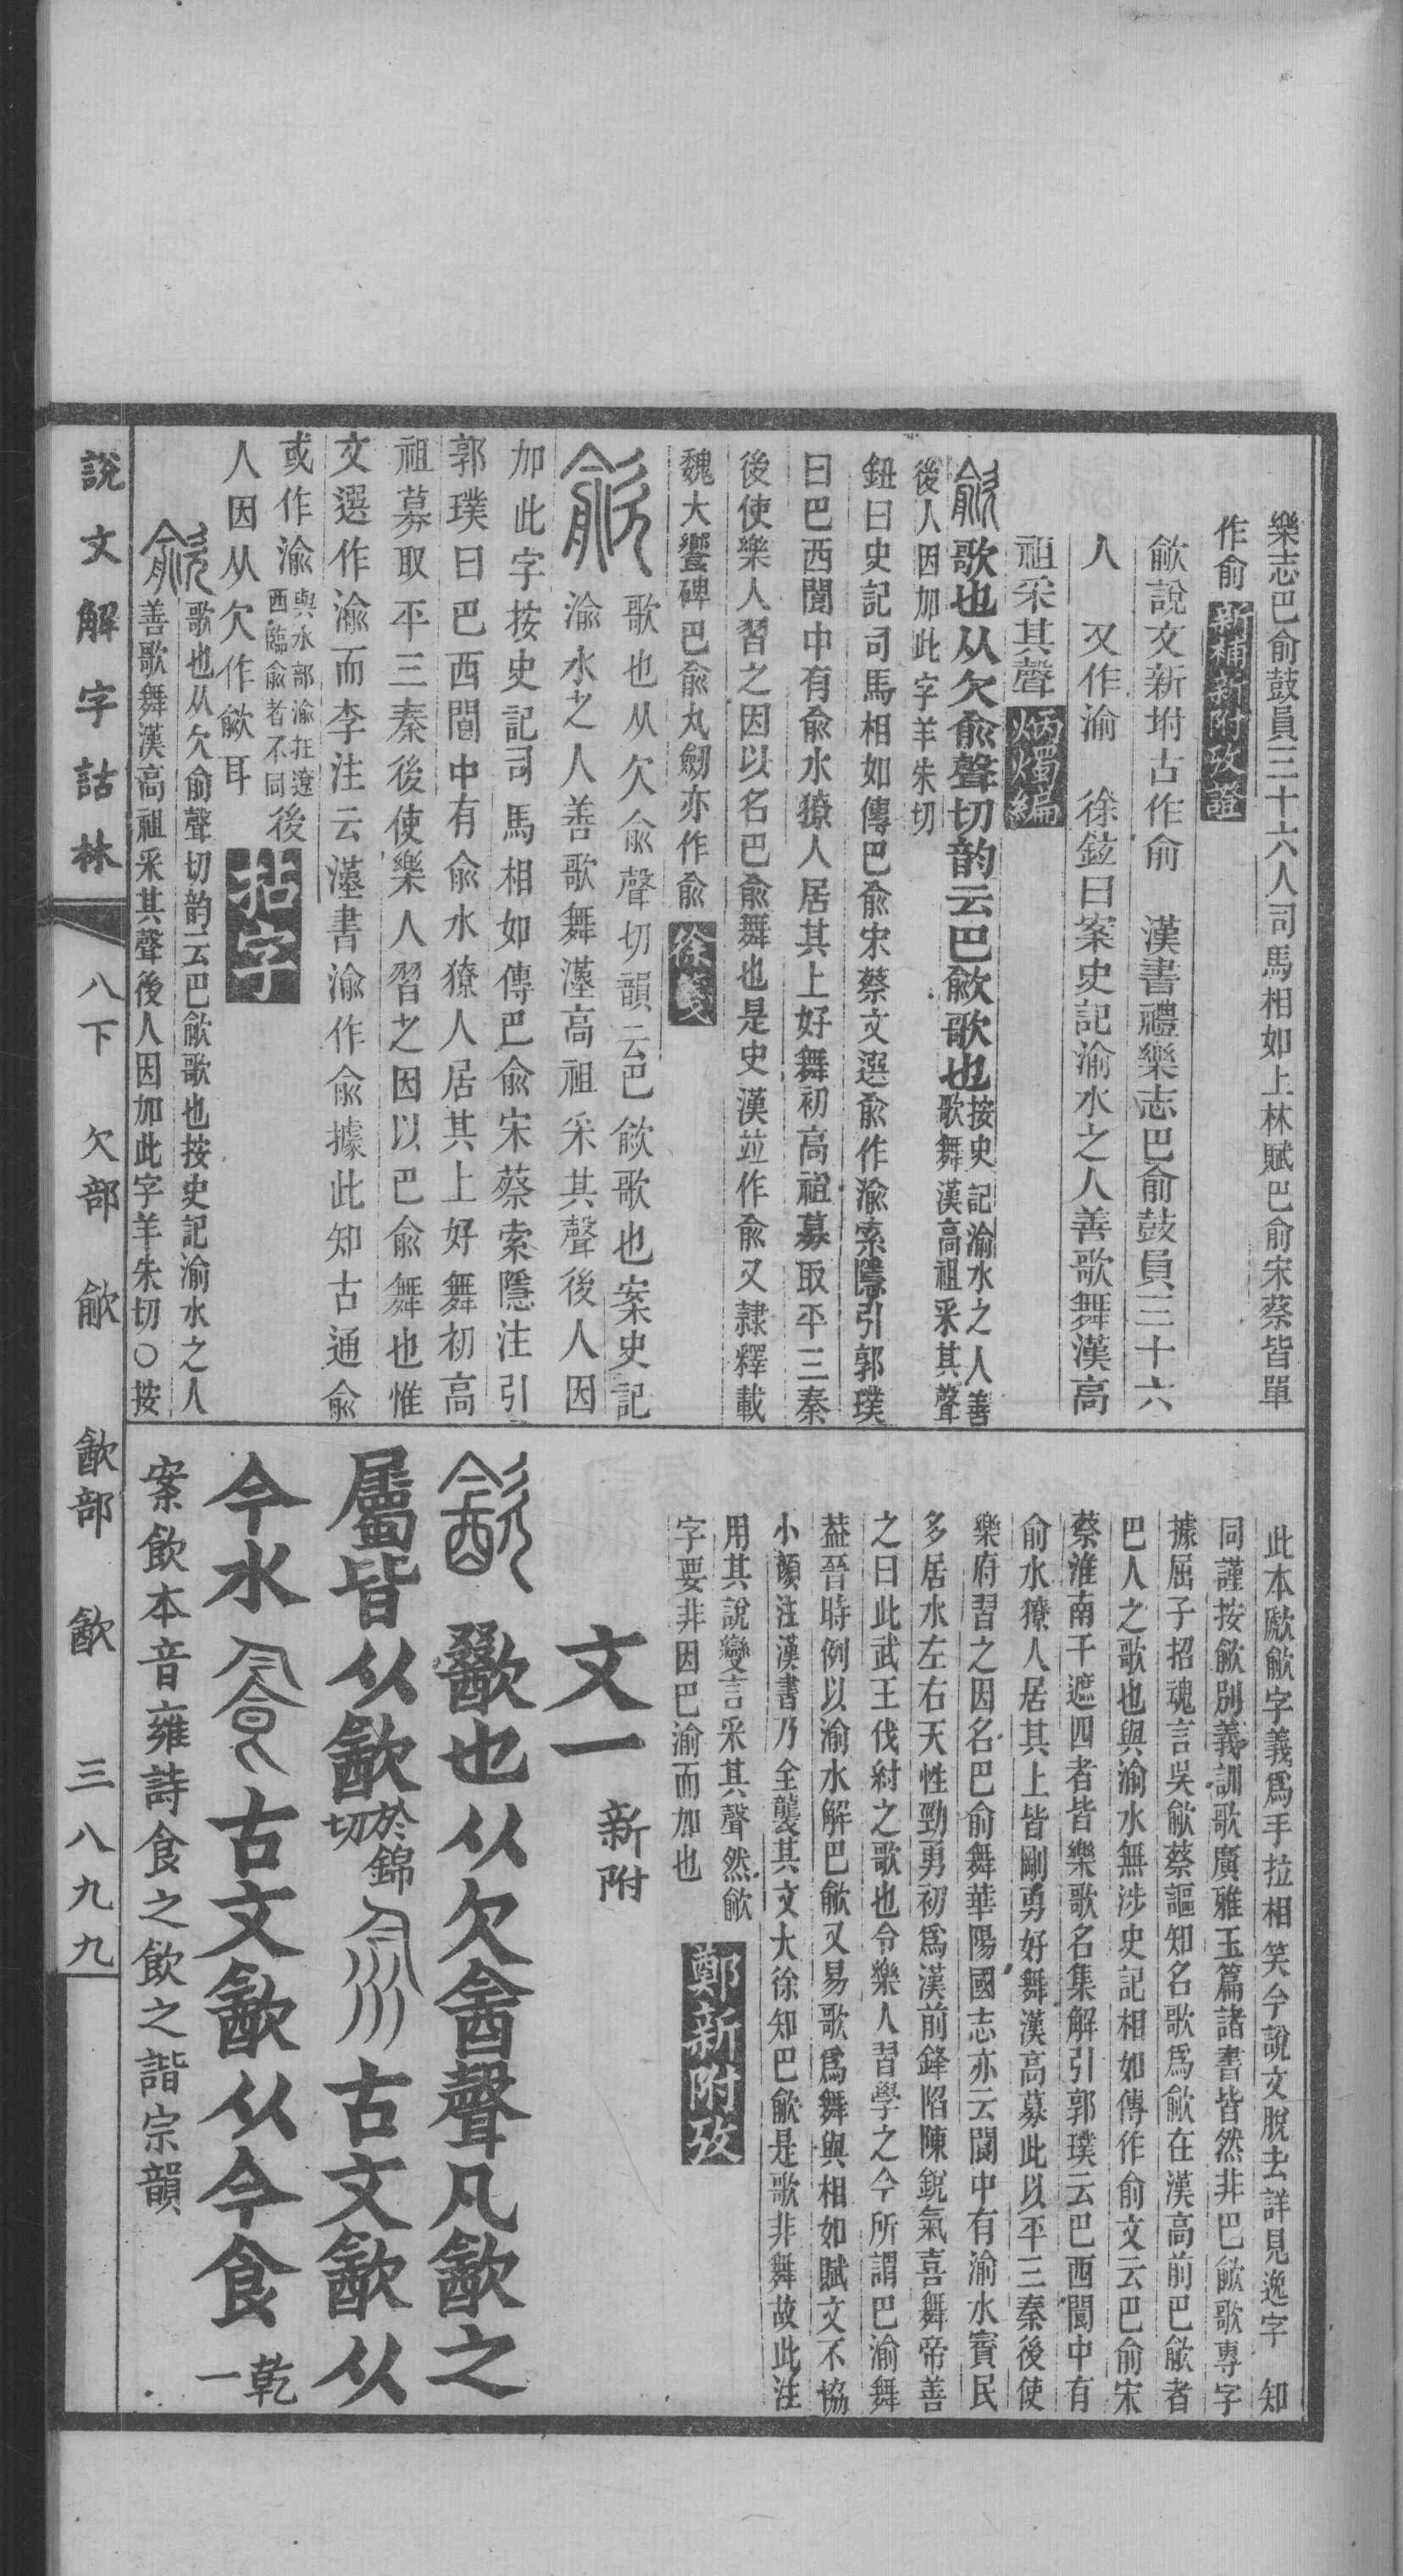 樂志巴俞鼓員三十六人司馬相如上林賦巴俞宋蔡皆單
作俞 新補新附攷證
歈說文新坿古作俞 漢書禮樂志巴俞鼓員三十六
人 又作渝 徐鉉曰案史記渝水之人善歌舞漢高
祖采其聲 炳燭編
歌也从欠俞聲切韵云巴歈歌也按史記渝水之人善歌舞漢高祖采其聲
後人因加此字羊朱切
鈕曰史記司馬相如傳巴俞宋蔡文選俞作渝索隱引郭璞
曰巴西閬中有俞水獠人居其上好舞初高祖募取平三秦
後使樂人習之因以名巴俞舞也是史漢竝作俞又隸釋載
魏大饗碑巴俞丸劒亦作俞 徐箋
歌也从欠俞聲切韻云巴歈歌也案史記
渝水之人善歌舞漢高祖采其聲後人因
加此字按史記司馬相如傳巴俞宋蔡索隱注引
郭璞曰巴西閬中有俞水獠人居其上好舞初高
祖募取平三秦後使樂人習之因以巴俞舞也惟
文選作渝而李注云漢書渝作俞據此知古通俞
或作渝與水部渝在遼西臨俞者不同後
人因从欠作歈耳 拈字
歌也从欠俞聲切韵云巴歈歌也按史記渝水之人
善歌舞漢高祖采其聲後人因加此字羊朱切○按
此本歋歈字義爲手拉相笑今說文脫去詳見逸字 知
同謹按歈別義訓歌廣雅玉篇諸書皆然非巴歈歌專字
據屈子招魂言吳歈蔡謳知名歌爲歈在漢高前巴歈者
巴人之歌也與渝水無涉史記相如傳作俞文云巴俞宋
蔡淮南干遮四者皆樂歌名集解引郭璞云巴西閬中有
俞水獠人居其上皆剛勇好舞漢高募此以平三秦後使
樂府習之因名巴俞舞華陽國志亦云閬中有渝水賨民
多居水左右天性勁勇初爲漢前鋒陷陳銳氣喜舞帝善
之曰此武王伐紂之歌也令樂人習學之今所謂巴渝舞
葢晉時例以渝水解巴歈又易歌爲舞與相如賦文不協
小顏注漢書乃全襲其文大徐知巴歈是歌非舞故此注
用其說變言采其聲然歈
字要非因巴渝而加也 鄭新附攷
文一 新附
歠也从欠酓聲凡㱃之
屬皆从㱃於錦切 古文㱃从
今水 古文㱃从今食 乾一
案飲本音雍詩食之飲之諧宗韻
說文解字詁林 八下 欠部 歈 㱃部 㱃 三八九九